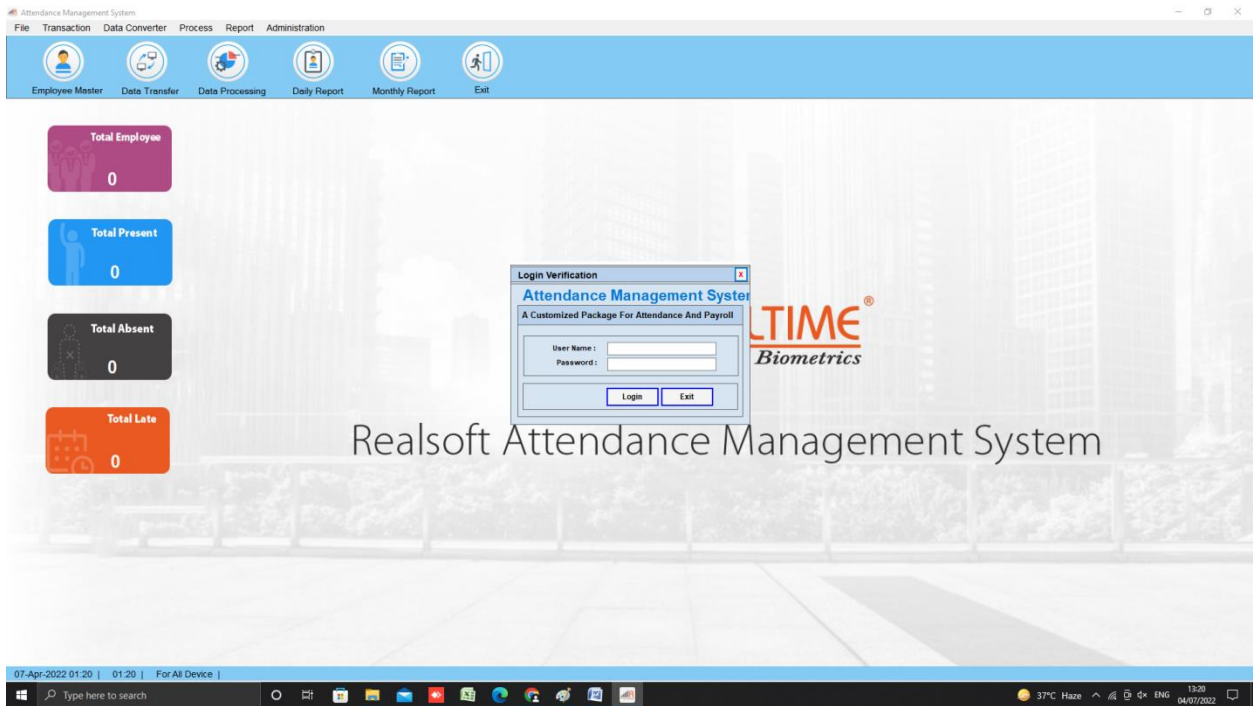 Attendance Management System
File Transaction Data Converter Process Report Administration
Employee Master Data Transfer Data Processing Daily Report Monthly Report Exit
Total Employee
0
Total Present
0
Total Absent
0
Total Late
0
Login Verification x
Attendance Management Syster
A Customized Package For Attendance And Payroll
User Name :
Password :
Login Exit
LTIME®
Biometrics
Realsoft Attendance Management System
07-Apr-2022 01:20 | 01:20 | For All Device |
Type here to search
37°C Haze ENG
13:20
04/07/2022